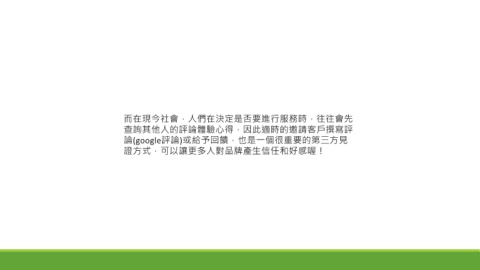 而在現今社會，人們在決定是否要進行服務時，往往會先
查詢其他人的評論體驗心得，因此適時的邀請客戶撰寫評
論(google評論)或給予回饋，也是一個很重要的第三方見
證方式，可以讓更多人對品牌產生信任和好感喔！